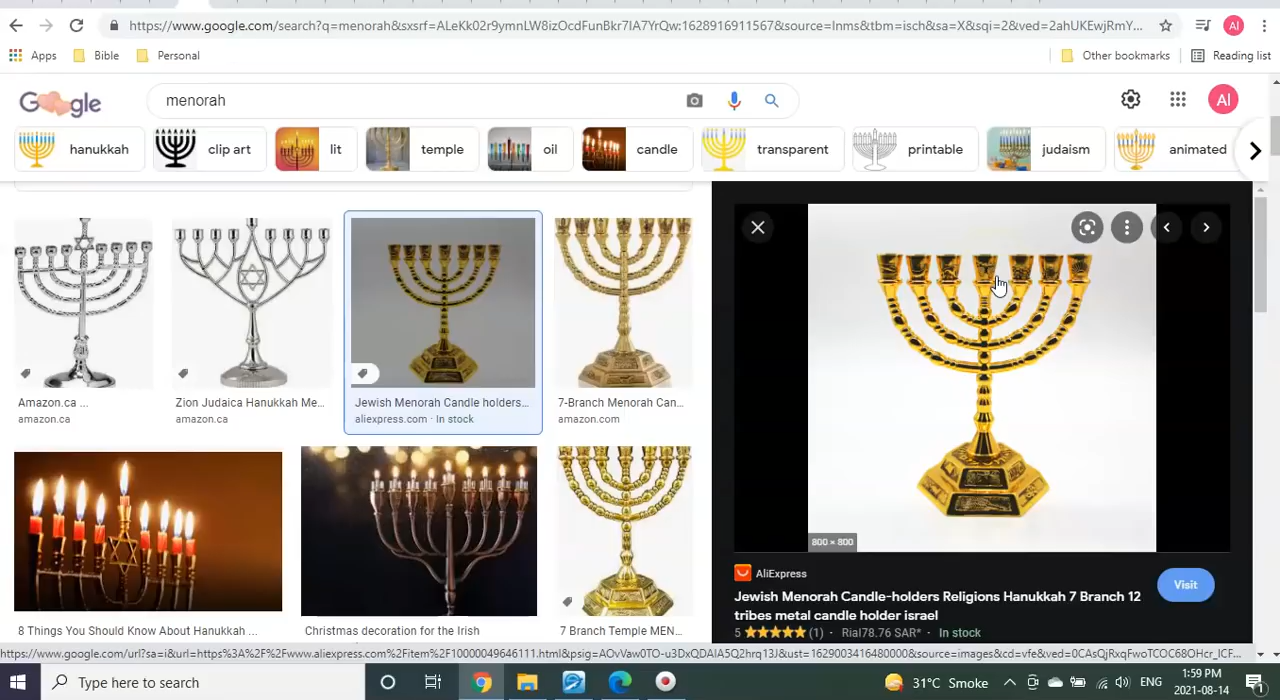 https://www.google.com/search?q=menorah&sxsrf=ALeKk02r9ymnLW8izOcdFunBkr7IA7YrQw:1628916911567&source=lnms&tbm=isch&sa=X&sqi=2&ved=2ahUKEwjRmY...
AI
Apps
Bible
Personal
Other bookmarks
Reading list
Google
menorah
AI
hanukkah
clip art
lit
temple
oil
candle
transparent
printable
judaism
animated
Amazon.ca ...
amazon.ca
Zion Judaica Hanukkah Me...
amazon.ca
Jewish Menorah Candle holders...
aliexpress.com · In stock
7-Branch Menorah Can...
amazon.com
800 × 800
AliExpress
Jewish Menorah Candle-holders Religions Hanukkah 7 Branch 12
tribes metal candle holder israel
Visit
5 ★★★★★ (1) · Rial78.76 SAR* · In stock
8 Things You Should Know About Hanukkah ...
Christmas decoration for the Irish
7 Branch Temple MEN...
https://www.google.com/url?sa=i&url=https%3A%2F%2Fwww.aliexpress.com%2Fitem%2F10000049646111.html&psig=AOvVaw0TO-u3DxQDAIA5Q2hrq13J&ust=1629003416480000&source=images&cd=vfe&ved=0CAsQjRxqFwoTCOC68OHcr_ICF...
Type here to search
31°C Smoke
ENG
1:59 PM
2021-08-14
1